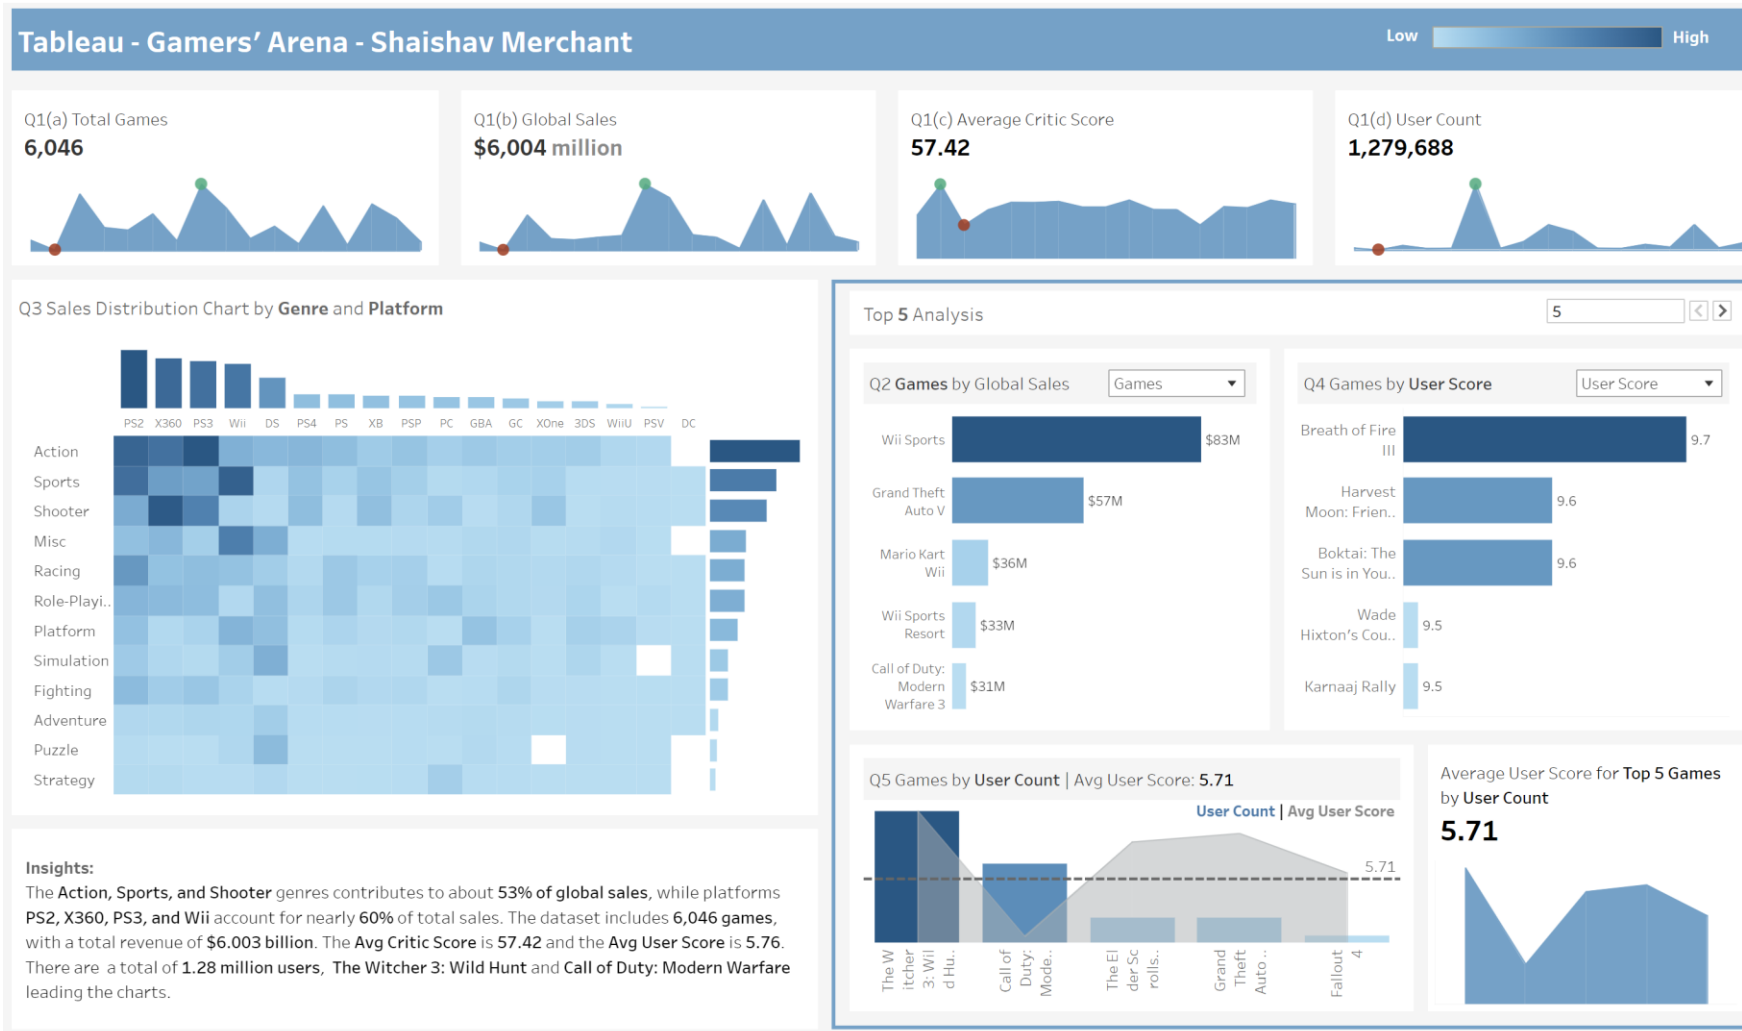 Tableau - Gamers’ Arena - Shaishav Merchant
Low
High
Q1(a) Total Games
6,046
Q1(b) Global Sales
$6,004 million
Q1(c) Average Critic Score
57.42
Q1(d) User Count
1,279,688
Q3 Sales Distribution Chart by Genre and Platform
PS2 X360 PS3 Wii DS PS4 PS XB PSP PC GBA GC XOne 3DS WiiU PSV DC
Action
Sports
Shooter
Misc
Racing
Role-Playi..
Platform
Simulation
Fighting
Adventure
Puzzle
Strategy
Insights:
The Action, Sports, and Shooter genres contributes to about 53% of global sales, while platforms
PS2, X360, PS3, and Wii account for nearly 60% of total sales. The dataset includes 6,046 games,
with a total revenue of $6.003 billion. The Avg Critic Score is 57.42 and the Avg User Score is 5.76.
There are a total of 1.28 million users, The Witcher 3: Wild Hunt and Call of Duty: Modern Warfare
leading the charts.
Top 5 Analysis
5
Q2 Games by Global Sales
Games
Wii Sports
$83M
Grand Theft
Auto V
$57M
Mario Kart
Wii
$36M
Wii Sports
Resort
$33M
Call of Duty:
Modern
Warfare 3
$31M
Q4 Games by User Score
User Score
Breath of Fire
III
9.7
Harvest
Moon: Frien..
9.6
Boktai: The
Sun is in You..
9.6
Wade
Hixton's Cou..
9.5
Karnaaj Rally
9.5
Q5 Games by User Count | Avg User Score: 5.71
User Count | Avg User Score
5.71
The W
itcher
3: Wil
d Hu..
Call of
Duty:
Mode..
The El
der Sc
rolls..
Grand
Theft
Auto ..
Fallout
4
Average User Score for Top 5 Games
by User Count
5.71